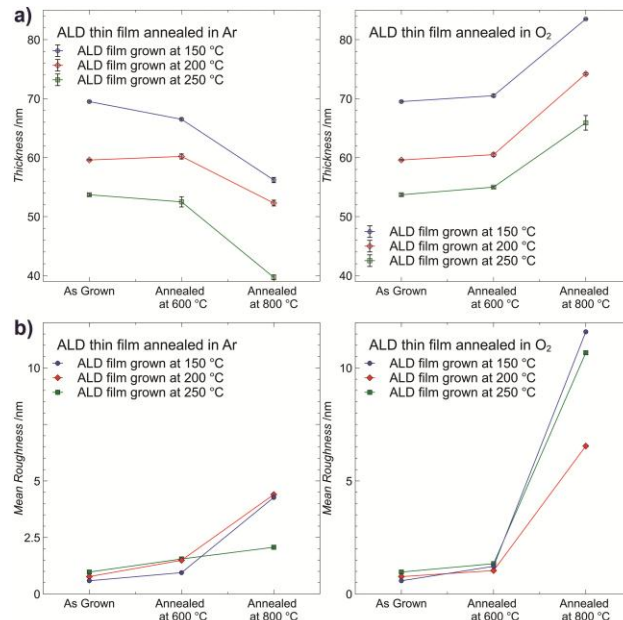 a)
ALD thin film annealed in Ar
ALD film grown at 150 °C
ALD film grown at 200 °C
ALD film grown at 250 °C
80
70
60
50
40
Thickness /nm
As Grown
Annealed
at 600 °C
Annealed
at 800 °C
ALD thin film annealed in O₂
80
70
60
50
40
Thickness /nm
ALD film grown at 150 °C
ALD film grown at 200 °C
ALD film grown at 250 °C
As Grown
Annealed
at 600 °C
Annealed
at 800 °C
b)
ALD thin film annealed in Ar
ALD film grown at 150 °C
ALD film grown at 200 °C
ALD film grown at 250 °C
10
5
2.5
0
Mean Roughness /nm
As Grown
Annealed
at 600 °C
Annealed
at 800 °C
ALD thin film annealed in O₂
ALD film grown at 150 °C
ALD film grown at 200 °C
ALD film grown at 250 °C
10
5
2.5
0
Mean Roughness /nm
As Grown
Annealed
at 600 °C
Annealed
at 800 °C